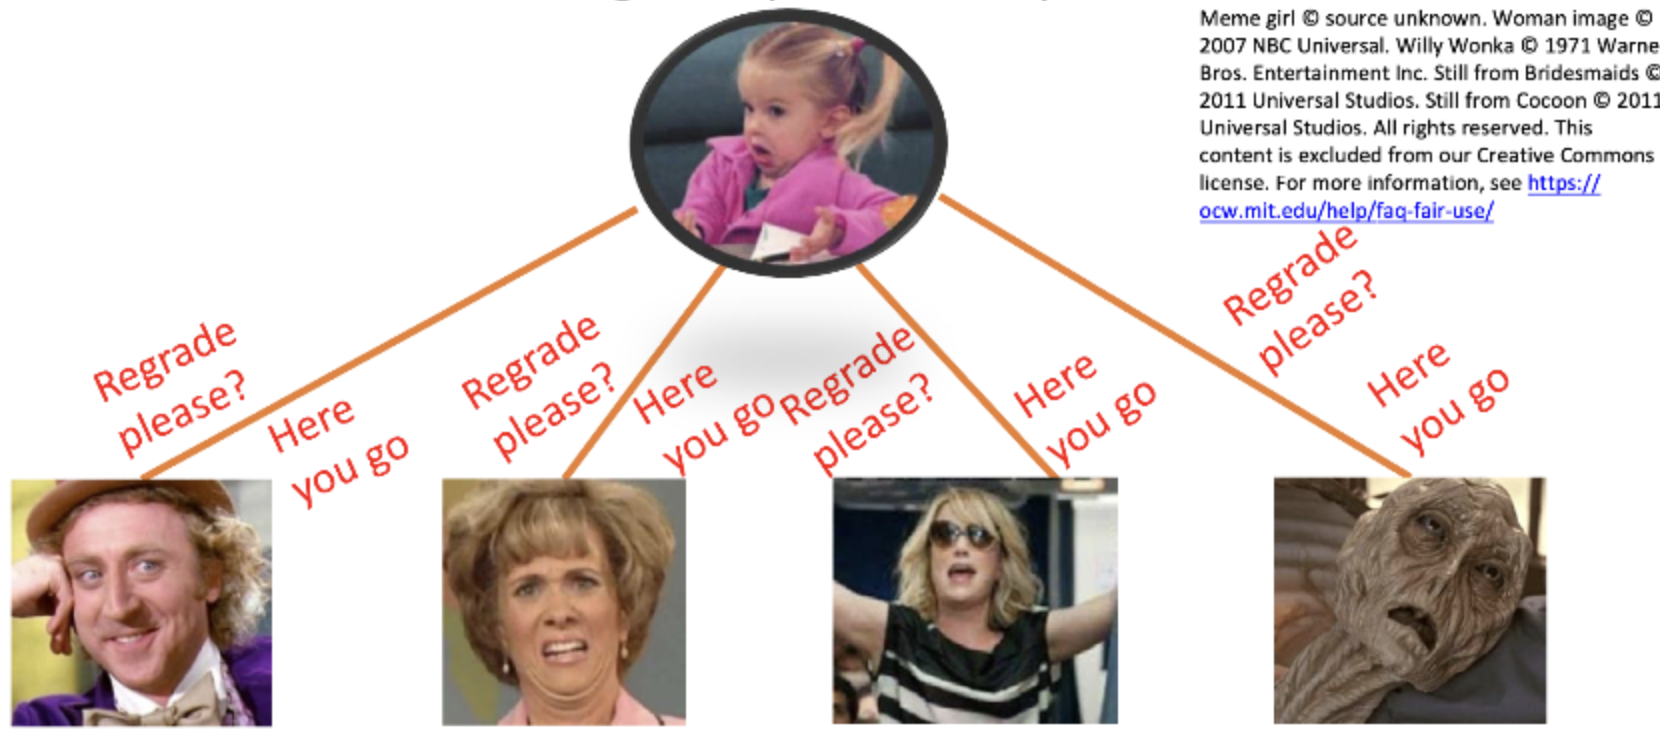 Meme girl © source unknown. Woman image ©
2007 NBC Universal. Willy Wonka © 1971 Warne
Bros. Entertainment Inc. Still from Bridesmaids ©
2011 Universal Studios. Still from Cocoon © 2011
Universal Studios. All rights reserved. This
content is excluded from our Creative Commons
license. For more information, see https://
ocw.mit.edu/help/faq-fair-use/
Regrade
please?
Here
you go
Regrade
please?
Here
you go
Regrade
please?
Here
you go
Regrade
please?
Here
you go